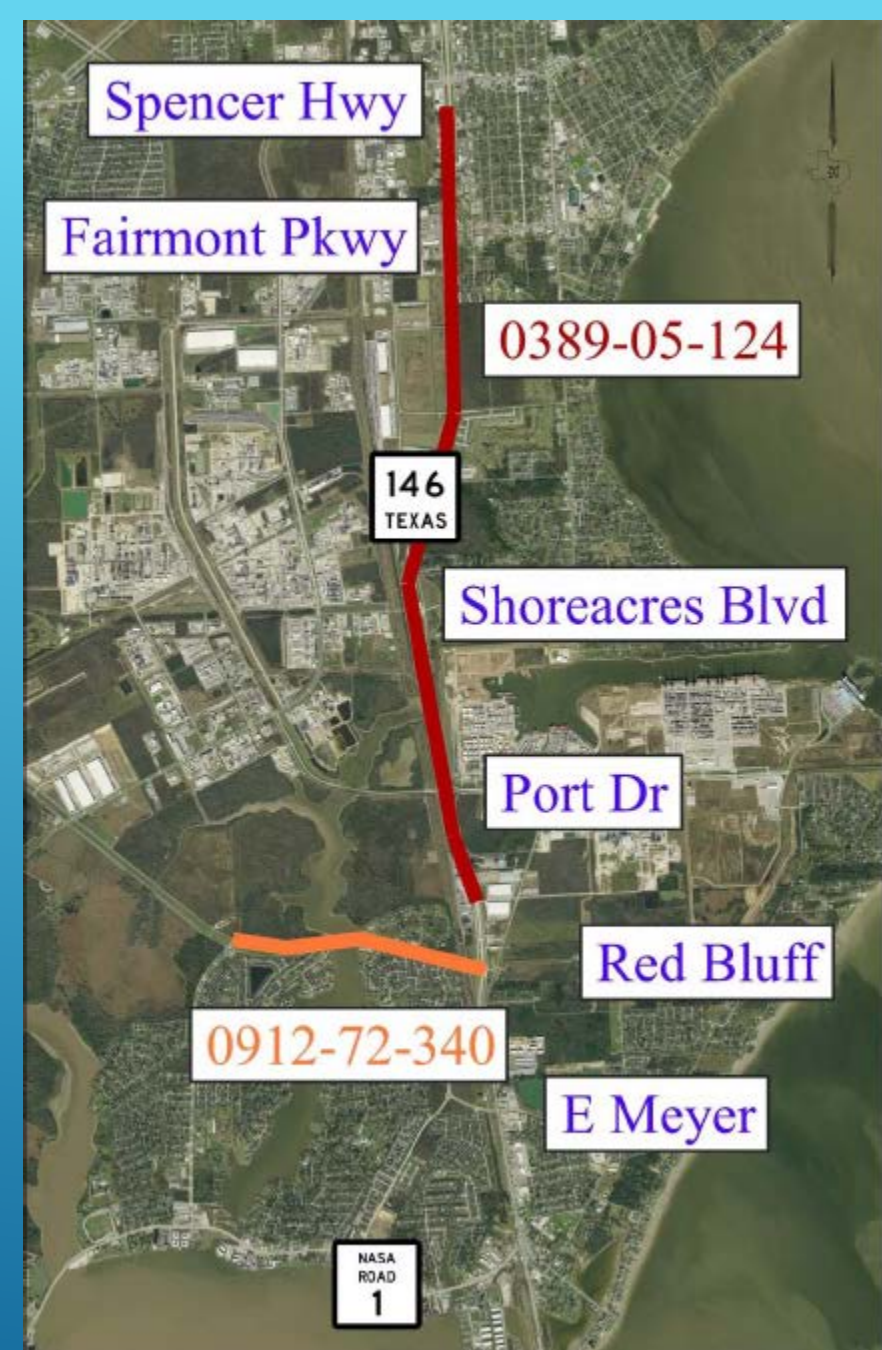 Spencer Hwy
Fairmont Pkwy
0389-05-124
146
TEXAS
Shoreacres Blvd
Port Dr
Red Bluff
0912-72-340
E Meyer
NASA
ROAD
1